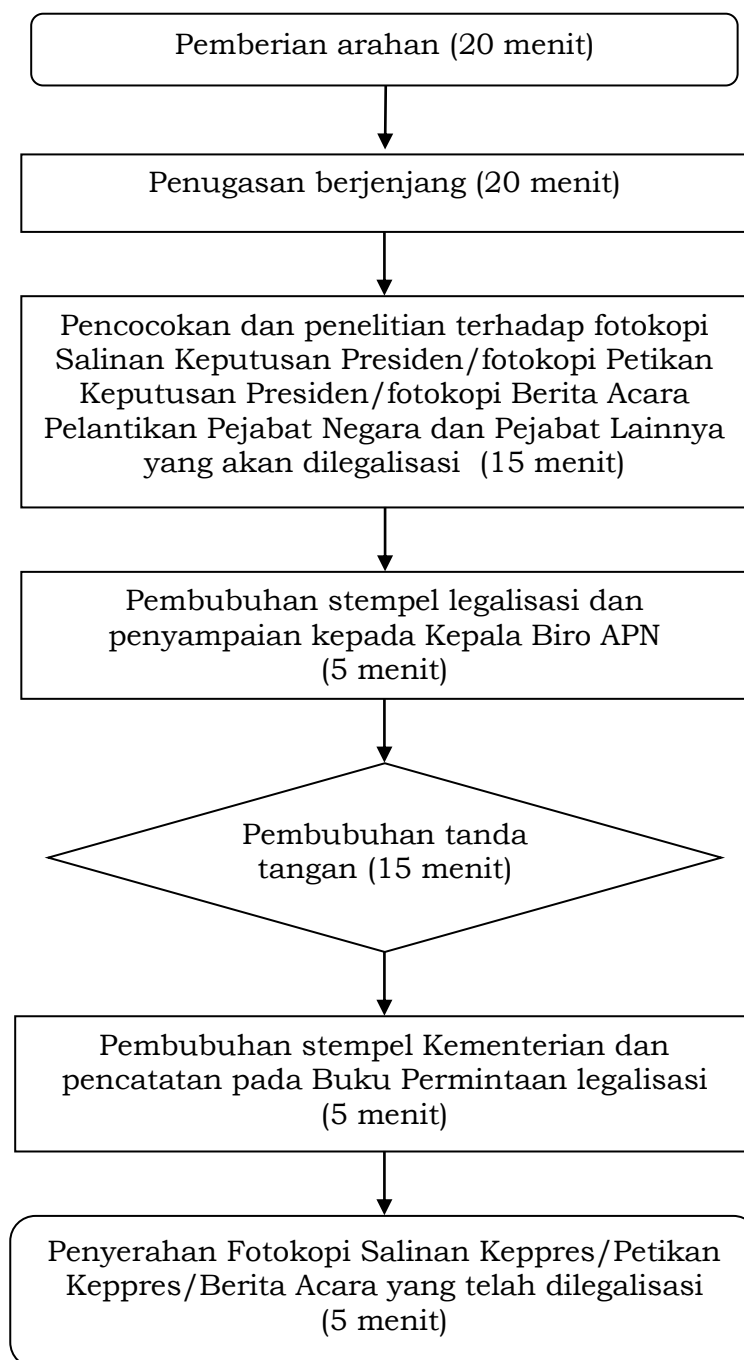 Pemberian arahan (20 menit)
Penugasan berjenjang (20 menit)
Pencocokan dan penelitian terhadap fotokopi
Salinan Keputusan Presiden/fotokopi Petikan
Keputusan Presiden/fotokopi Berita Acara
Pelantikan Pejabat Negara dan Pejabat Lainnya
yang akan dilegalisasi (15 menit)
Pembubuhan stempel legalisasi dan
penyampaian kepada Kepala Biro APN
(5 menit)
Pembubuhan tanda
tangan (15 menit)
Pembubuhan stempel Kementerian dan
pencatatan pada Buku Permintaan legalisasi
(5 menit)
Penyerahan Fotokopi Salinan Keppres/Petikan
Keppres/Berita Acara yang telah dilegalisasi
(5 menit)